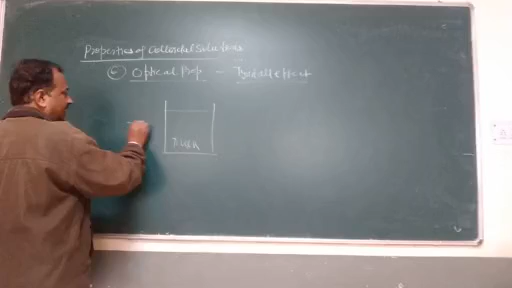 Properties of Colloidal Solutions
Optical Prop - Tyndall effect